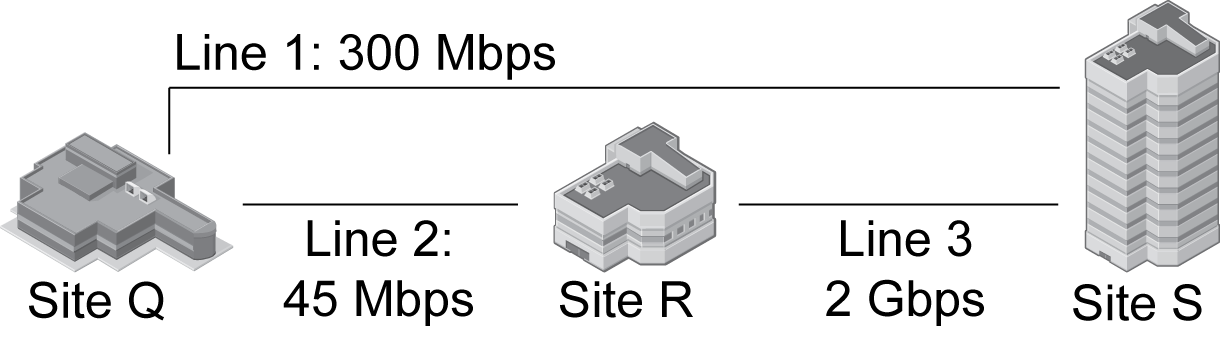 Line 1: 300 Mbps
Line 2:
45 Mbps
Line 3
2 Gbps
Site Q
Site R
Site S